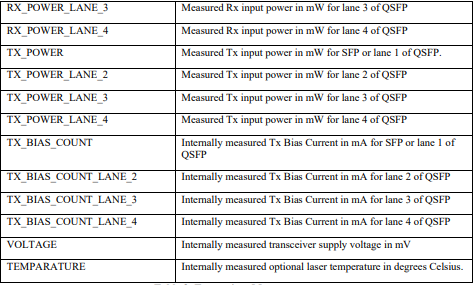 RX_POWER_LANE_3 Measured Rx input power in mW for lane 3 of QSFP
RX_POWER_LANE_4 Measured Rx input power in mW for lane 4 of QSFP
TX_POWER Measured Tx input power in mW for SFP or lane 1 of QSFP.
TX_POWER_LANE_2 Measured Tx input power in mW for lane 2 of QSFP
TX_POWER_LANE_3 Measured Tx input power in mW for lane 3 of QSFP
TX_POWER_LANE_4 Measured Tx input power in mW for lane 4 of QSFP
TX_BIAS_COUNT Internally measured Tx Bias Current in mA for SFP or lane 1 of
QSFP
TX_BIAS_COUNT_LANE_2 Internally measured Tx Bias Current in mA for lane 2 of QSFP
TX_BIAS_COUNT_LANE_3 Internally measured Tx Bias Current in mA for lane 3 of QSFP
TX_BIAS_COUNT_LANE_4 Internally measured Tx Bias Current in mA for lane 4 of QSFP
VOLTAGE Internally measured transceiver supply voltage in mV
TEMPARATURE Internally measured optional laser temperature in degrees Celsius.